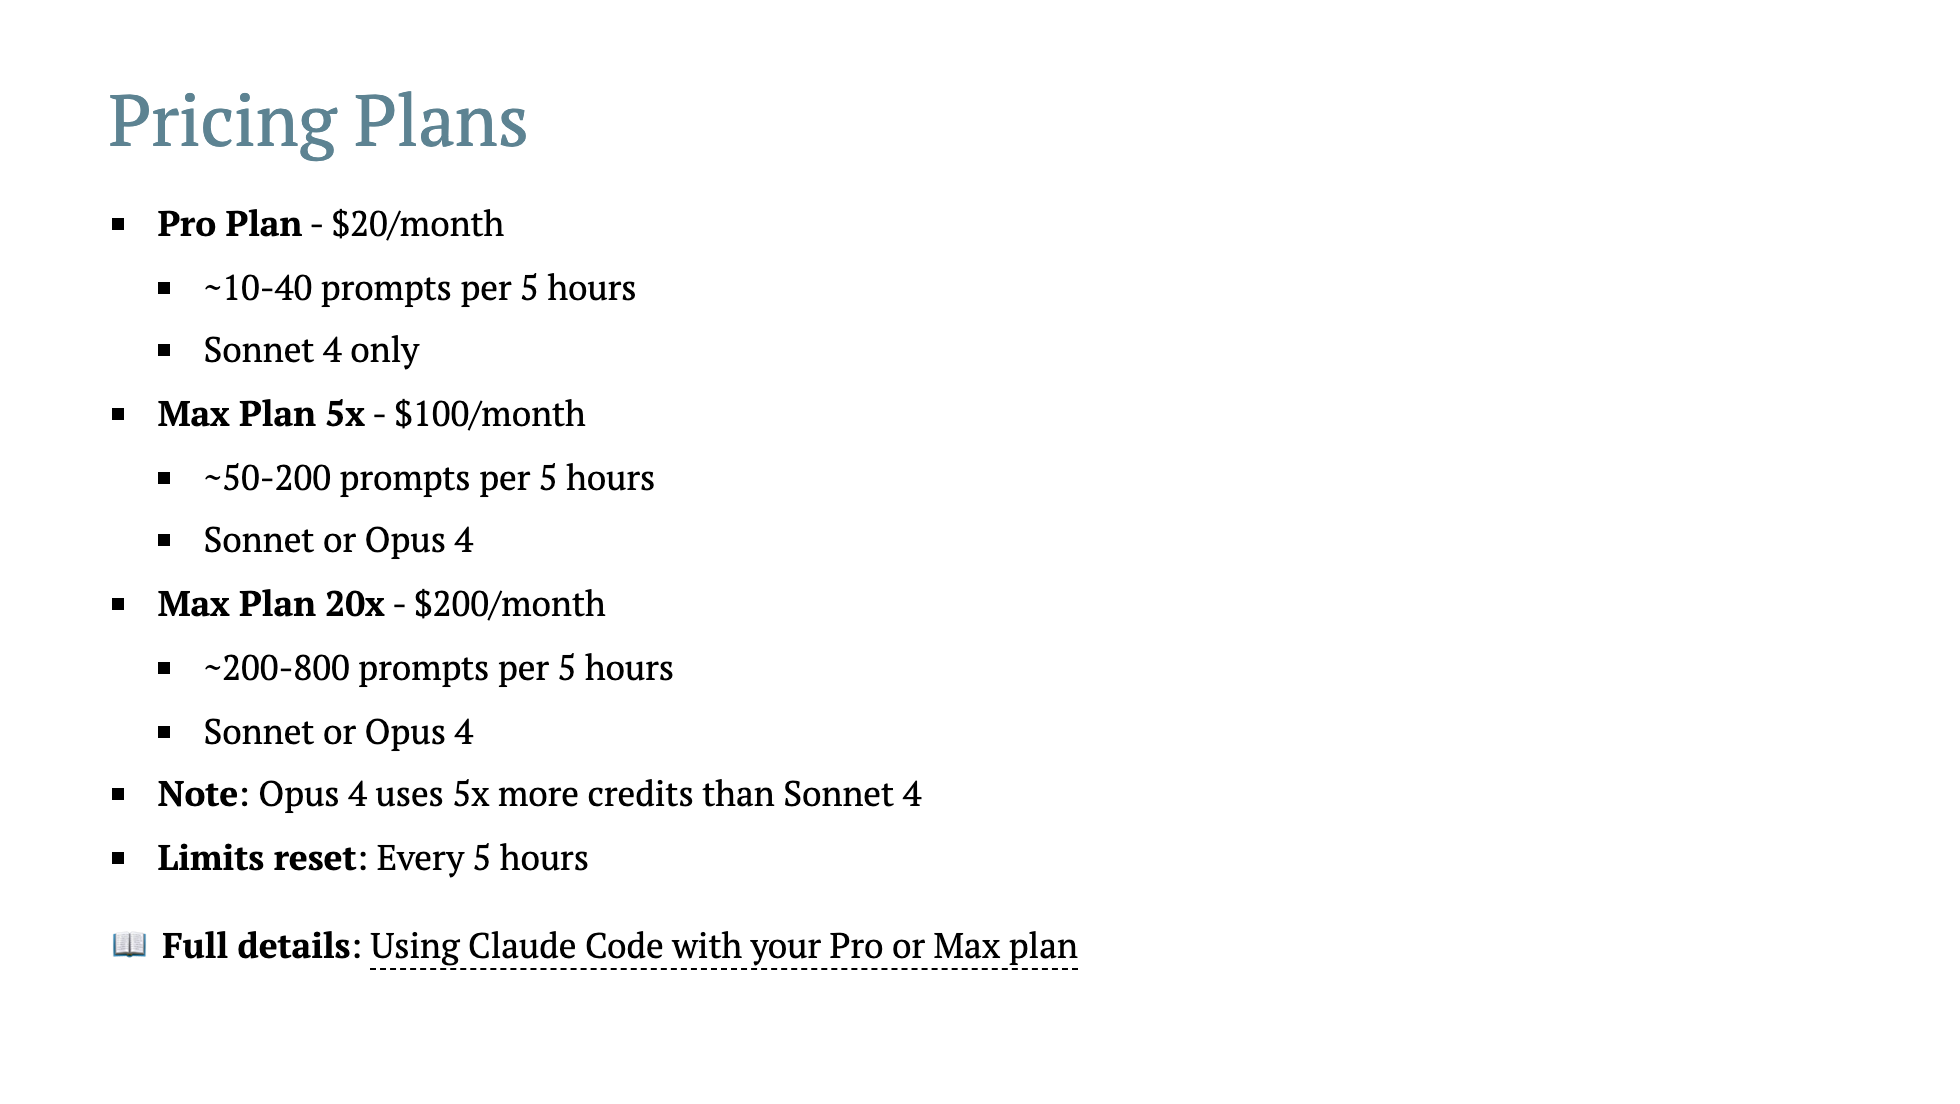 Pricing Plans
Pro Plan - $20/month
~10-40 prompts per 5 hours
Sonnet 4 only
Max Plan 5x - $100/month
~50-200 prompts per 5 hours
Sonnet or Opus 4
Max Plan 20x - $200/month
~200-800 prompts per 5 hours
Sonnet or Opus 4
Note: Opus 4 uses 5x more credits than Sonnet 4
Limits reset: Every 5 hours
📖 Full details: Using Claude Code with your Pro or Max plan